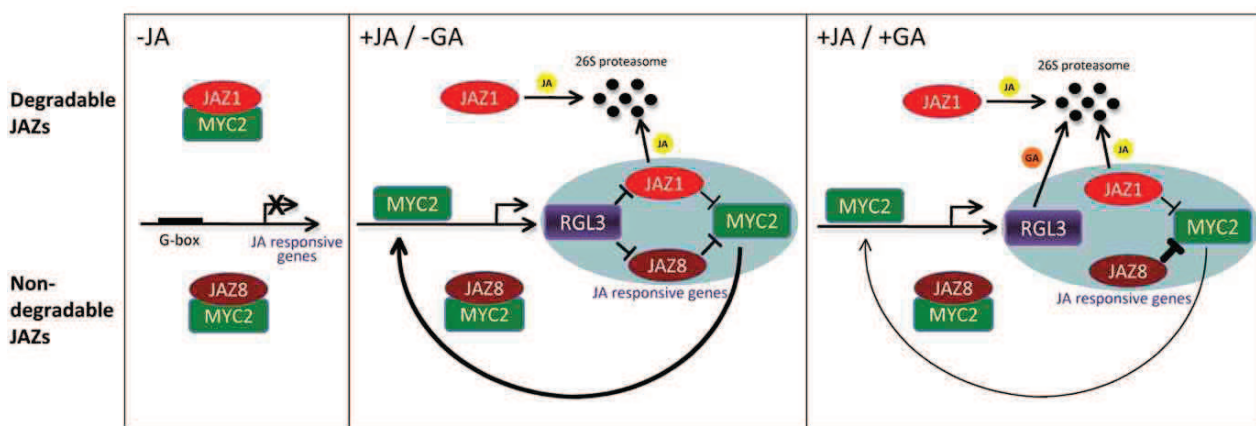 -JA
Degradable
JAZs
JAZ1
MYC2
G-box
JA responsive
genes
Non-
degradable
JAZs
JAZ8
MYC2
+JA / -GA
26S proteasome
JAZ1
JA
JA
MYC2
JAZ1
RGL3
MYC2
JAZ8
JA responsive genes
JAZ8
MYC2
+JA / +GA
26S proteasome
JAZ1
JA
GA
JA
MYC2
JAZ1
RGL3
MYC2
JAZ8
JA responsive genes
JAZ8
MYC2